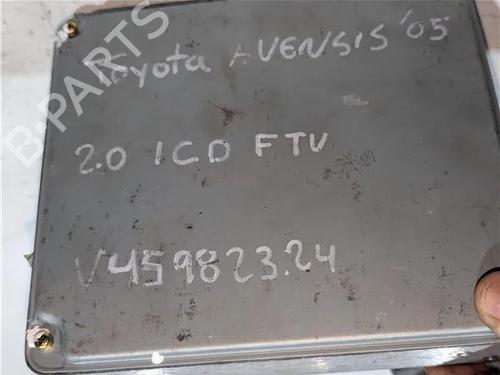 Toyota AVENSIS '05
2.0 1CD FTV
V459823.24
B-PARTS